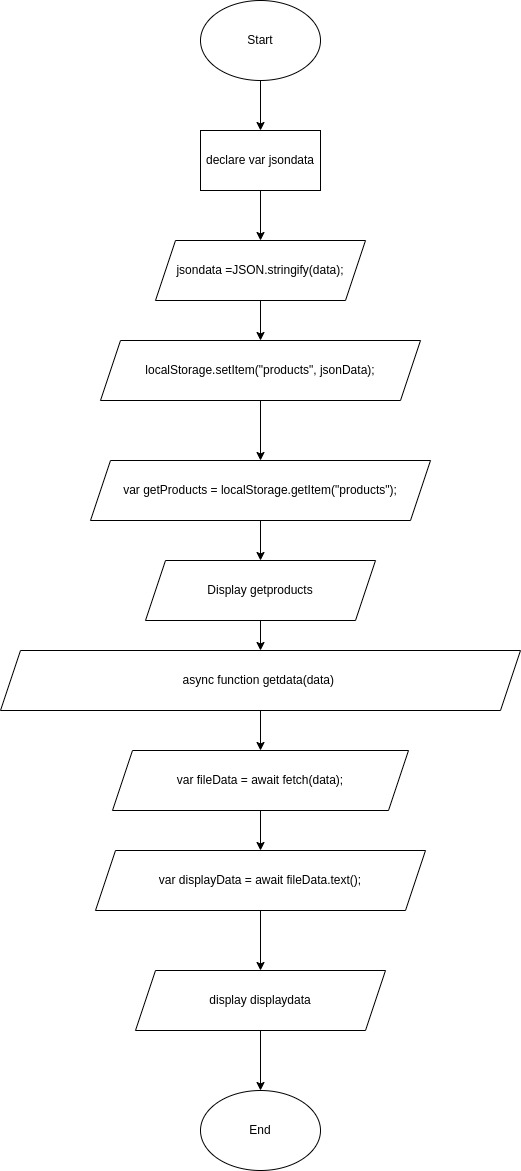 Start
declare var jsondata
jsondata =JSON.stringify(data);
localStorage.setItem("products", jsonData);
var getProducts = localStorage.getItem("products");
Display getproducts
async function getdata(data)
var fileData = await fetch(data);
var displayData = await fileData.text();
display displaydata
End